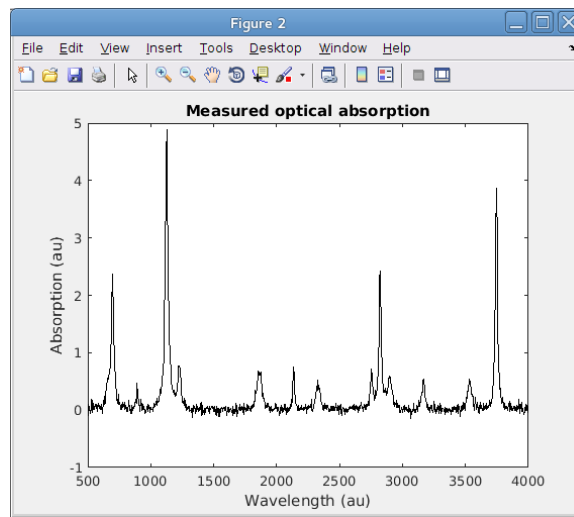 Figure 2
File Edit View Insert Tools Desktop Window Help
Measured optical absorption
5
4
3
2
1
0
-1
Absorption (au)
500 1000 1500 2000 2500 3000 3500 4000
Wavelength (au)